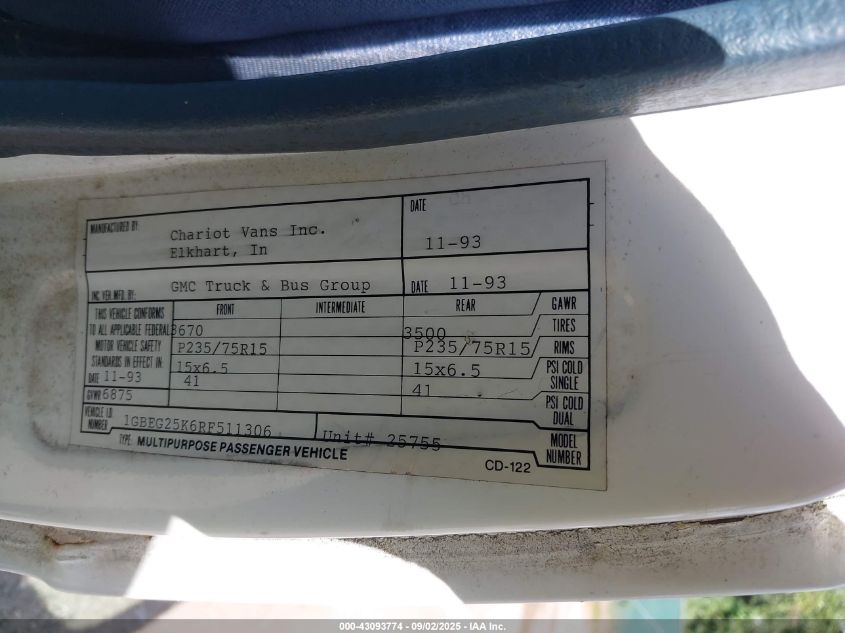 MANUFACTURED BY:
Chariot Vans Inc.
Elkhart, In
DATE
11-93
INC. VEH. MFD. BY:
GMC Truck & Bus Group
DATE 11-93
THIS VEHICLE CONFORMS
TO ALL APPLICABLE FEDERAL
MOTOR VEHICLE SAFETY
STANDARDS IN EFFECT IN:
DATE 11-93
GVWR 6875
FRONT INTERMEDIATE REAR GAWR
3670 3500 TIRES
P235/75R15 P235/75R15 RIMS
15x6.5 15x6.5 PSI COLD
SINGLE
41 41 PSI COLD
DUAL
VEHICLE I.D.
NUMBER 1GBEG25K6RF511306 Unit# 25755 MODEL
NUMBER
TYPE: MULTIPURPOSE PASSENGER VEHICLE
CD-122
000-43093774 - 09/02/2025 - IAA Inc.